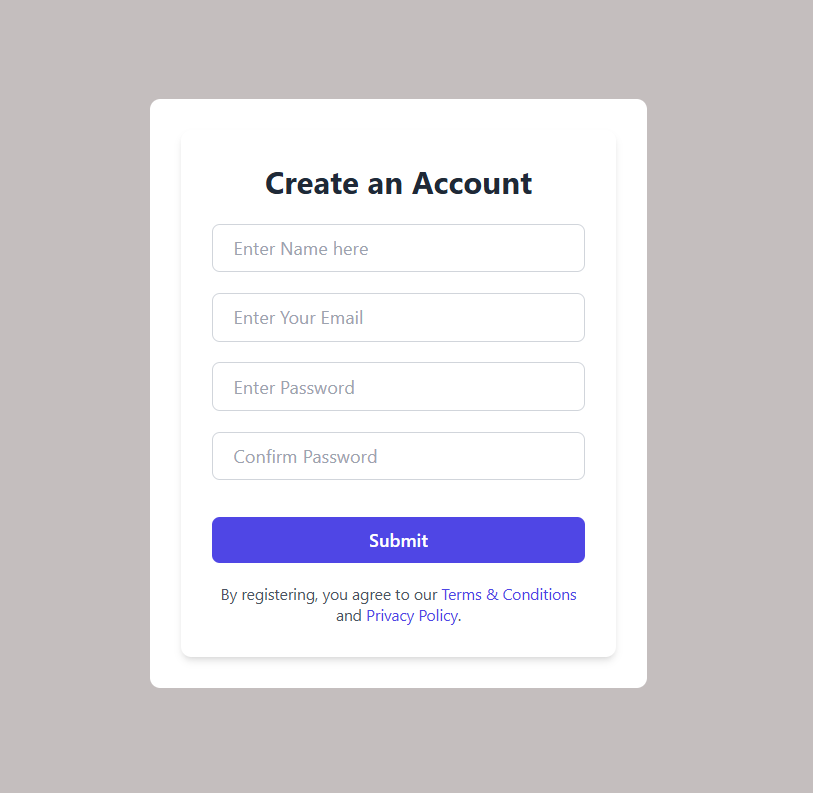 Create an Account
Enter Name here
Enter Your Email
Enter Password
Confirm Password
Submit
By registering, you agree to our Terms & Conditions
and Privacy Policy.